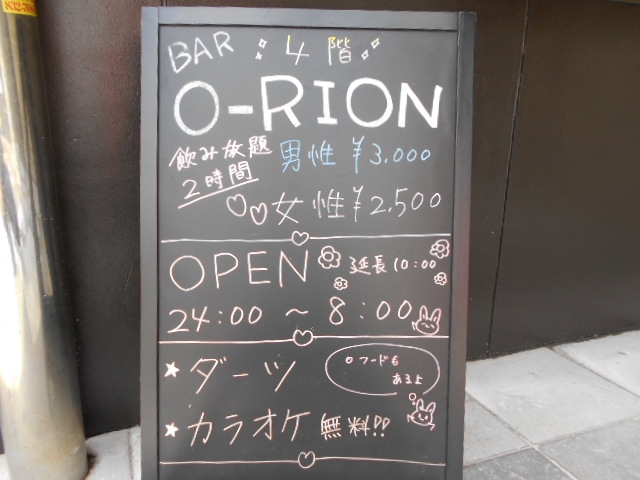 BAR 4階
O-RION
飲み放題
2時間
男性 ¥3,000
女性 ¥2,500
OPEN
延長10:00
24:00 ~ 8:00
★ ダーツ
○フードも
あるよ
★ カラオケ 無料!!